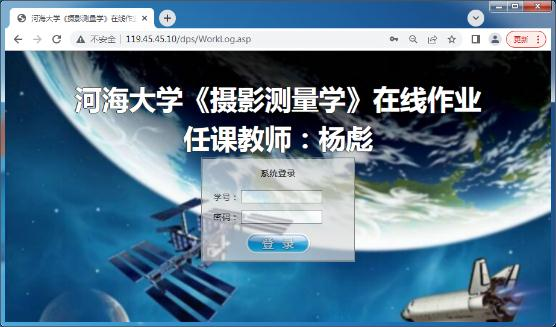 河海大学《摄影测量学》在线作业
不安全
119.45.45.10/dps/WorkLog.asp
更新
河海大学《摄影测量学》在线作业
任课教师：杨彪
系统登录
学号：
密码：
登 录